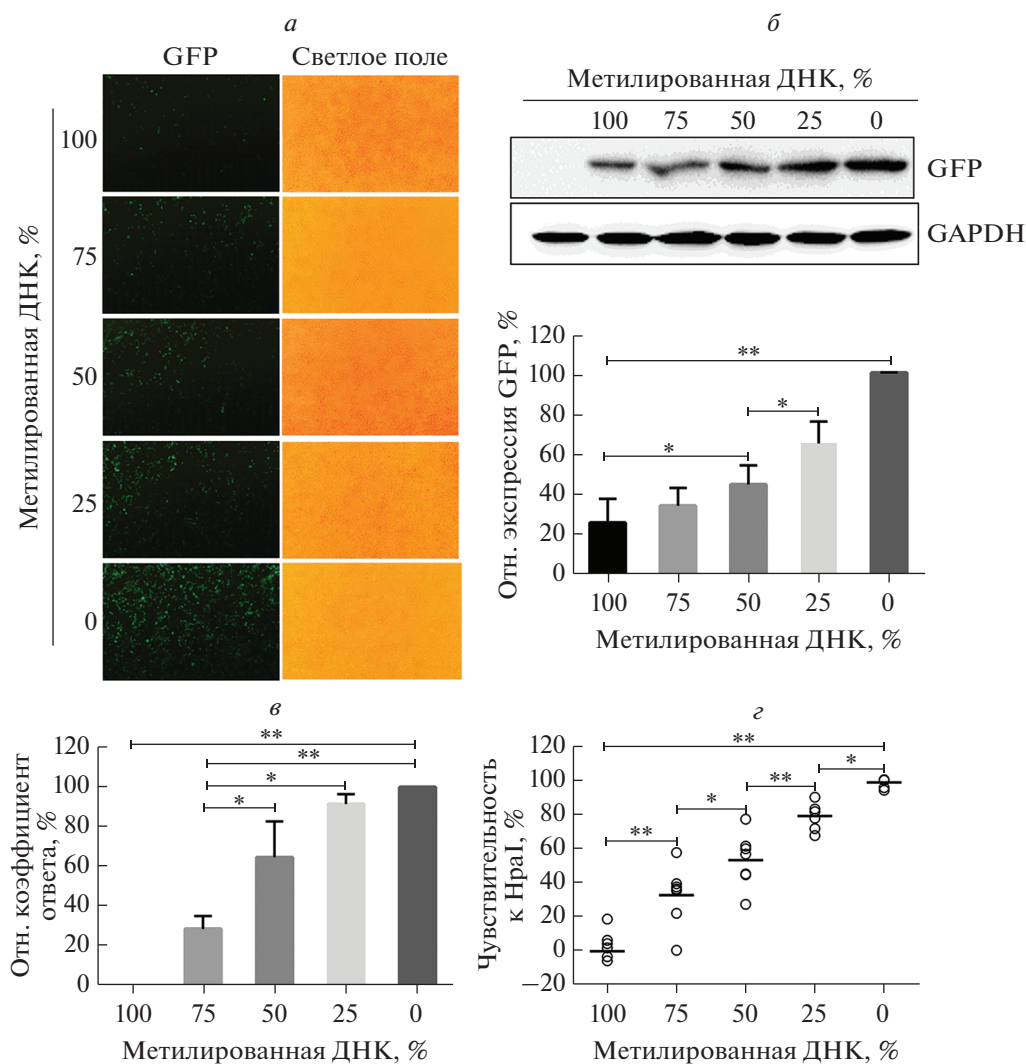 а
GFP
Светлое поле
Метилированная ДНК, %
100
75
50
25
0
б
Метилированная ДНК, %
100 75 50 25 0
GFP
GAPDH
Отн. экспрессия GFP, %
120
100
80
60
40
20
0
**
*
*
100 75 50 25 0
Метилированная ДНК, %
в
Отн. коэффициент
ответа, %
120
100
80
60
40
20
0
**
**
*
*
100 75 50 25 0
Метилированная ДНК, %
г
Чувствительность
к HpaI, %
120
100
80
60
40
20
0
−20
**
*
**
*
**
100 75 50 25 0
Метилированная ДНК, %